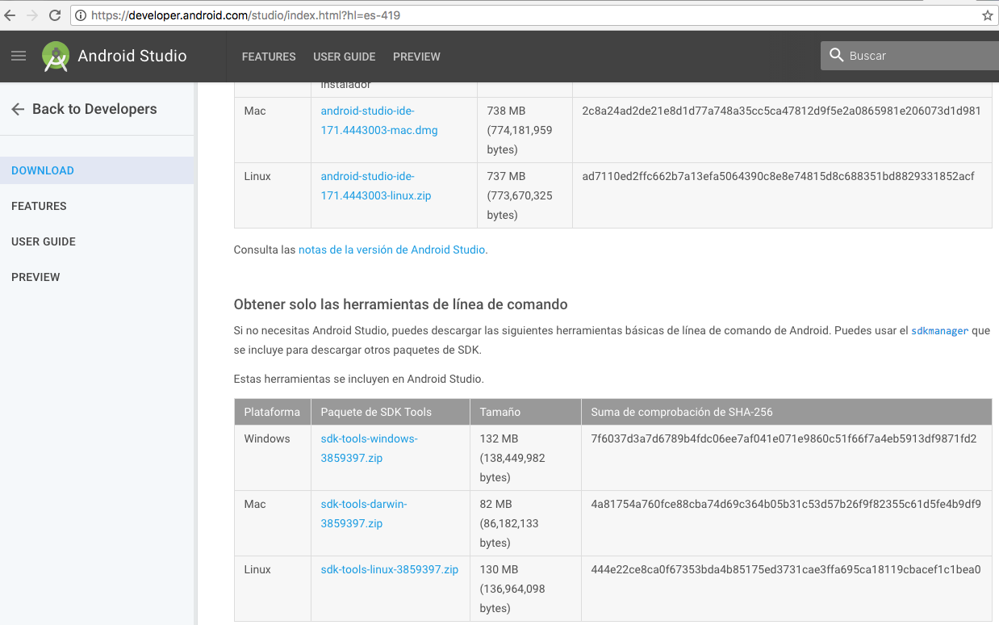 https://developer.android.com/studio/index.html?hl=es-419
Android Studio
FEATURES USER GUIDE PREVIEW
Buscar
Back to Developers
DOWNLOAD
FEATURES
USER GUIDE
PREVIEW
instalador
Mac android-studio-ide- 738 MB 2c8a24ad2de21e8d1d77a748a35cc5ca47812d9f5e2a0865981e206073d1d981
171.4443003-mac.dmg (774,181,959
bytes)
Linux android-studio-ide- 737 MB ad7110ed2ffc662b7a13efa5064390c8e8e74815d8c688351bd8829331852acf
171.4443003-linux.zip (773,670,325
bytes)
Consulta las notas de la versión de Android Studio.
Obtener solo las herramientas de línea de comando
Si no necesitas Android Studio, puedes descargar las siguientes herramientas básicas de línea de comando de Android. Puedes usar el sdkmanager que
se incluye para descargar otros paquetes de SDK.
Estas herramientas se incluyen en Android Studio.
Plataforma Paquete de SDK Tools Tamaño Suma de comprobación de SHA-256
Windows sdk-tools-windows- 132 MB 7f6037d3a7d6789b4fdc06ee7af041e071e9860c51f66f7a4eb5913df9871fd2
3859397.zip (138,449,982
bytes)
Mac sdk-tools-darwin- 82 MB 4a81754a760fce88cba74d69c364b05b31c53d57b26f9f82355c61d5fe4b9df9
3859397.zip (86,182,133
bytes)
Linux sdk-tools-linux-3859397.zip 130 MB 444e22ce8ca0f67353bda4b85175ed3731cae3ffa695ca18119cbacef1c1bea0
(136,964,098
bytes)